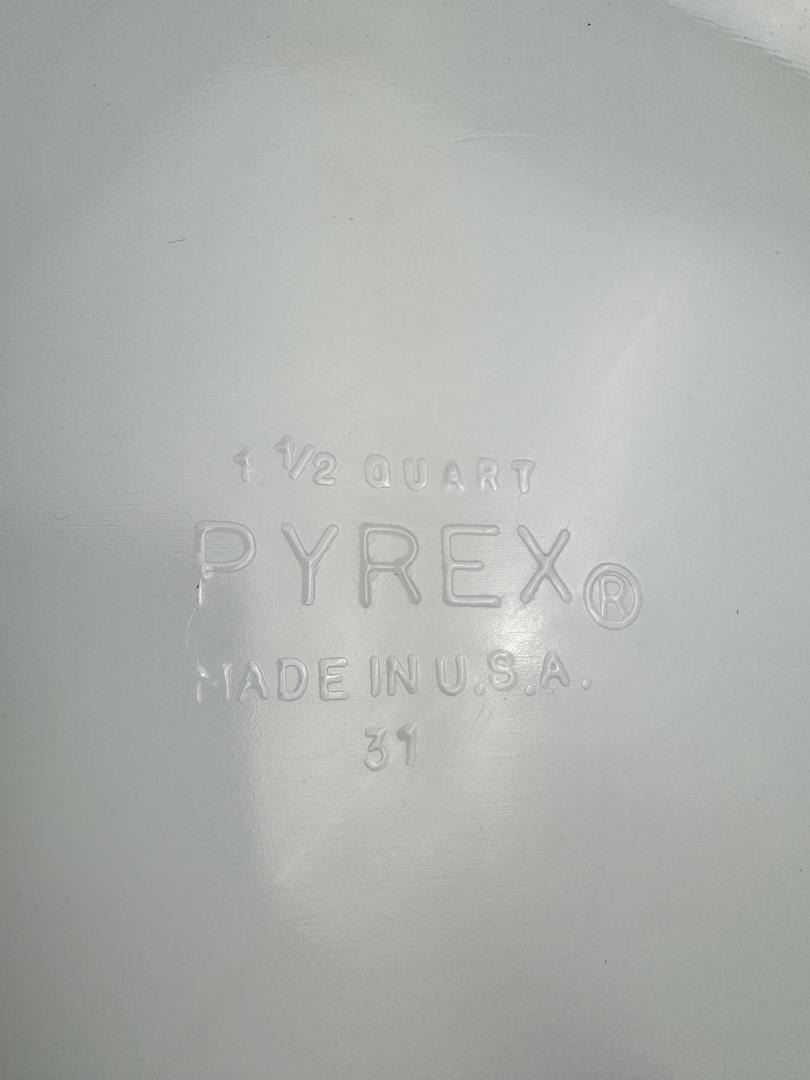 1 1/2 QUART
PYREX®
MADE IN U.S.A.
31